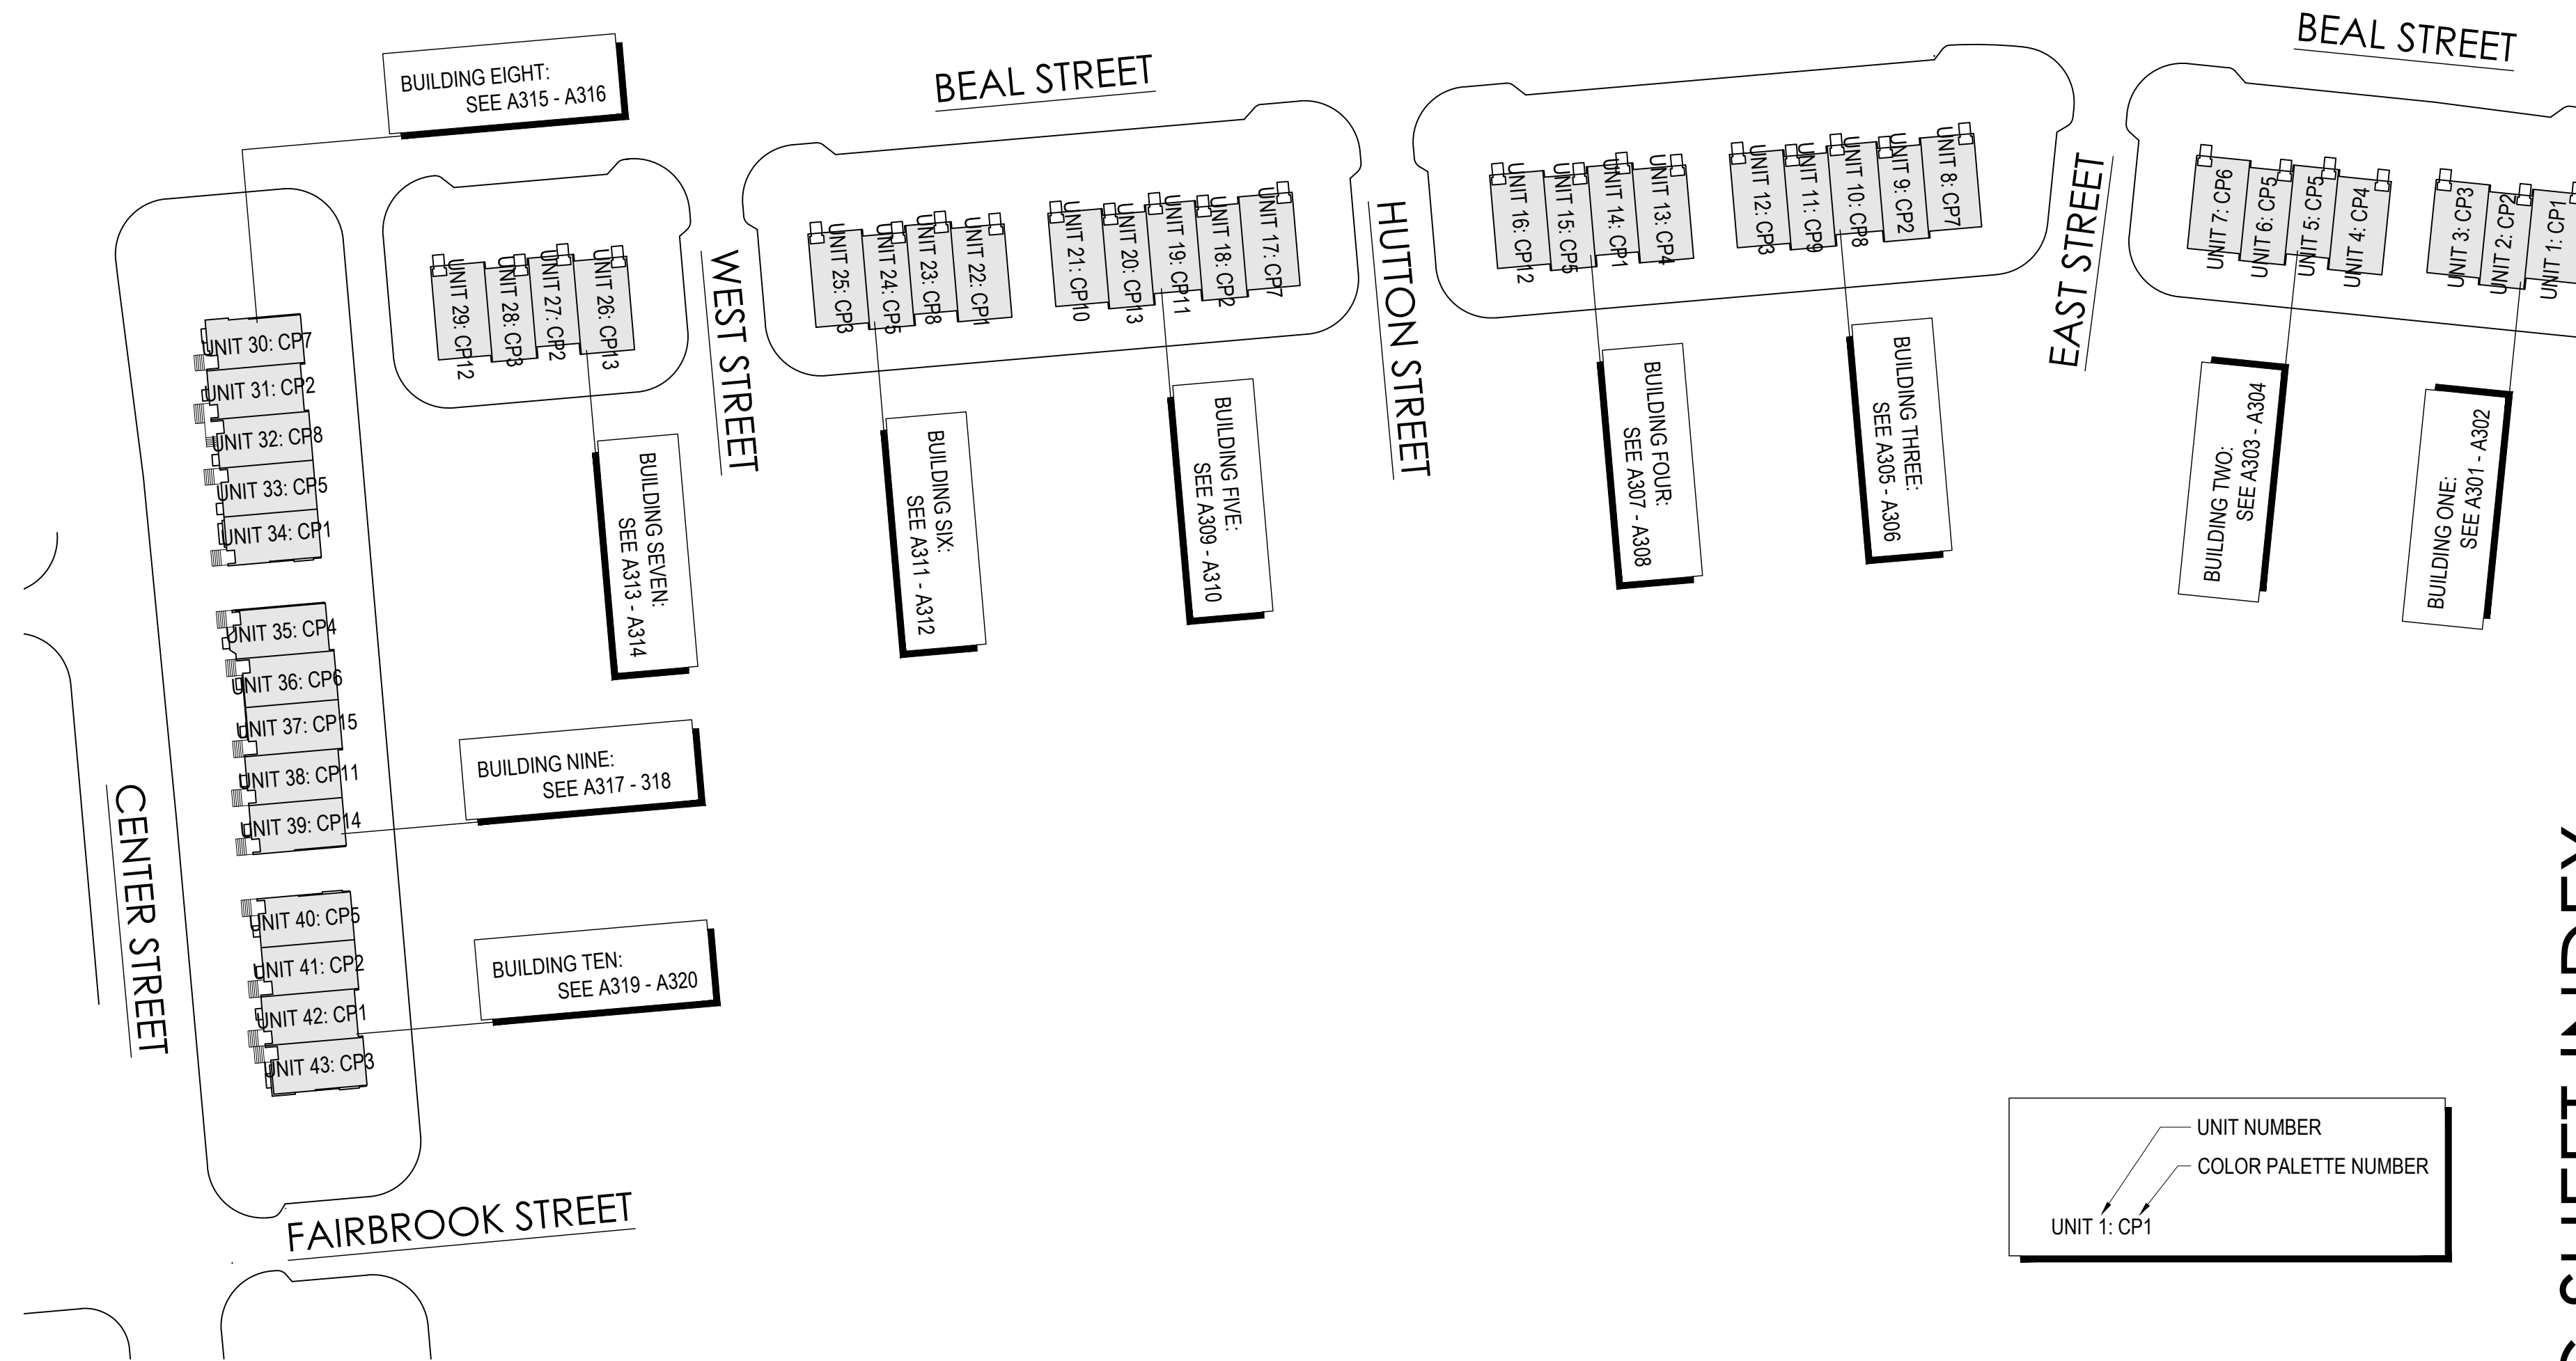 BUILDING EIGHT:
SEE A315 - A316
BEAL STREET
BEAL STREET
UNIT 29: CP12
UNIT 28: CP3
UNIT 27: CP2
UNIT 26: CP13
WEST STREET
UNIT 25: CP3
UNIT 24: CP5
UNIT 23: CP8
UNIT 22: CP1
UNIT 21: CP10
UNIT 20: CP13
UNIT 19: CP11
UNIT 18: CP2
UNIT 17: CP7
HUTTON STREET
UNIT 16: CP12
UNIT 15: CP5
UNIT 14: CP1
UNIT 13: CP4
UNIT 12: CP3
UNIT 11: CP9
UNIT 10: CP8
UNIT 9: CP2
UNIT 8: CP7
EAST STREET
UNIT 7: CP6
UNIT 6: CP5
UNIT 5: CP5
UNIT 4: CP4
UNIT 3: CP3
UNIT 2: CP2
UNIT 1: CP1
UNIT 30: CP7
UNIT 31: CP2
UNIT 32: CP8
UNIT 33: CP5
UNIT 34: CP1
BUILDING SEVEN:
SEE A313 - A314
BUILDING SIX:
SEE A311 - A312
BUILDING FIVE:
SEE A309 - A310
BUILDING FOUR:
SEE A307 - A308
BUILDING THREE:
SEE A305 - A306
BUILDING TWO:
SEE A303 - A304
BUILDING ONE:
SEE A301 - A302
UNIT 35: CP4
UNIT 36: CP6
UNIT 37: CP15
UNIT 38: CP11
UNIT 39: CP14
BUILDING NINE:
SEE A317 - 318
CENTER STREET
UNIT 40: CP5
UNIT 41: CP2
UNIT 42: CP1
UNIT 43: CP3
BUILDING TEN:
SEE A319 - A320
FAIRBROOK STREET
UNIT NUMBER
COLOR PALETTE NUMBER
UNIT 1: CP1